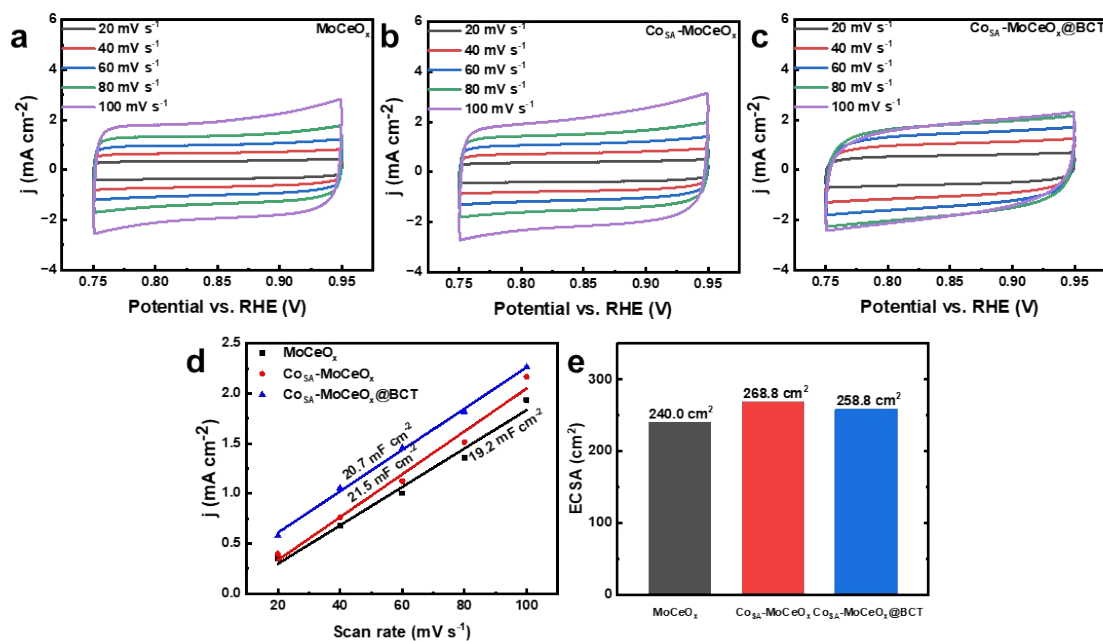 a
MoCeOₓ
20 mV s⁻¹
40 mV s⁻¹
60 mV s⁻¹
80 mV s⁻¹
100 mV s⁻¹
6
4
2
0
−2
−4
j (mA cm⁻²)
0.75 0.80 0.85 0.90 0.95
Potential vs. RHE (V)
b
Co_SA-MoCeOₓ
20 mV s⁻¹
40 mV s⁻¹
60 mV s⁻¹
80 mV s⁻¹
100 mV s⁻¹
6
4
2
0
−2
−4
j (mA cm⁻²)
0.75 0.80 0.85 0.90 0.95
Potential vs. RHE (V)
c
Co_SA-MoCeOₓ@BCT
20 mV s⁻¹
40 mV s⁻¹
60 mV s⁻¹
80 mV s⁻¹
100 mV s⁻¹
6
4
2
0
−2
−4
j (mA cm⁻²)
0.75 0.80 0.85 0.90 0.95
Potential vs. RHE (V)
d
MoCeOₓ
Co_SA-MoCeOₓ
Co_SA-MoCeOₓ@BCT
20.7 mF cm⁻²
21.5 mF cm⁻²
19.2 mF cm⁻²
2.5
2.0
1.5
1.0
0.5
0.0
j (mA cm⁻²)
20 40 60 80 100
Scan rate (mV s⁻¹)
e
300
150
0
ECSA (cm²)
240.0 cm²
268.8 cm²
258.8 cm²
MoCeOₓ Co_SA-MoCeOₓ Co_SA-MoCeOₓ@BCT